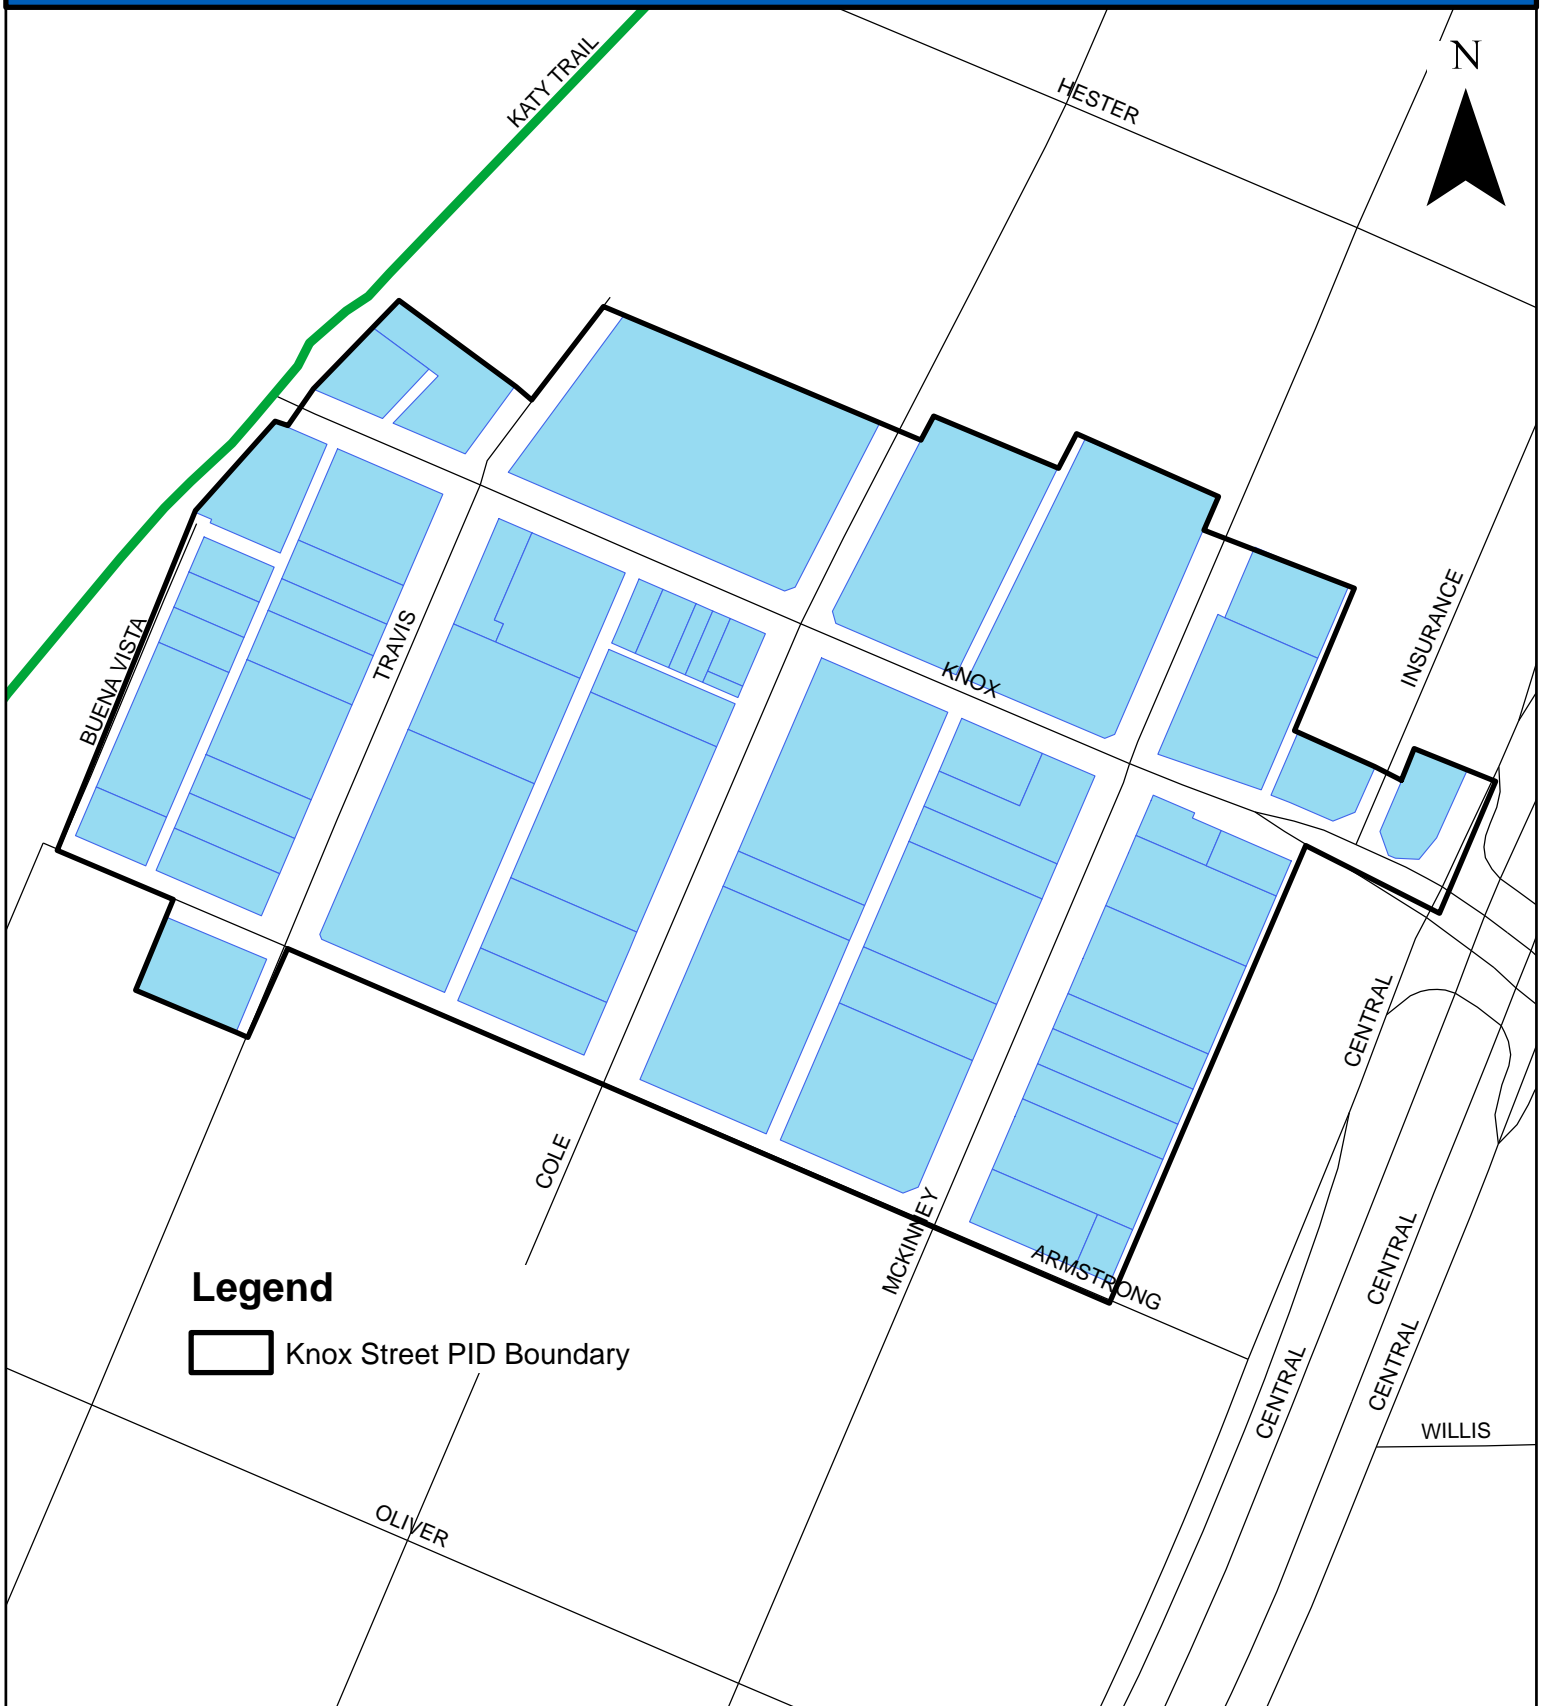 KATY TRAIL
N
HESTER
INSURANCE
BUENA VISTA
TRAVIS
KNOX
CENTRAL
COLE
MCKINNEY
ARMSTRONG
CENTRAL
Legend
Knox Street PID Boundary
CENTRAL
CENTRAL
WILLIS
OLIVER